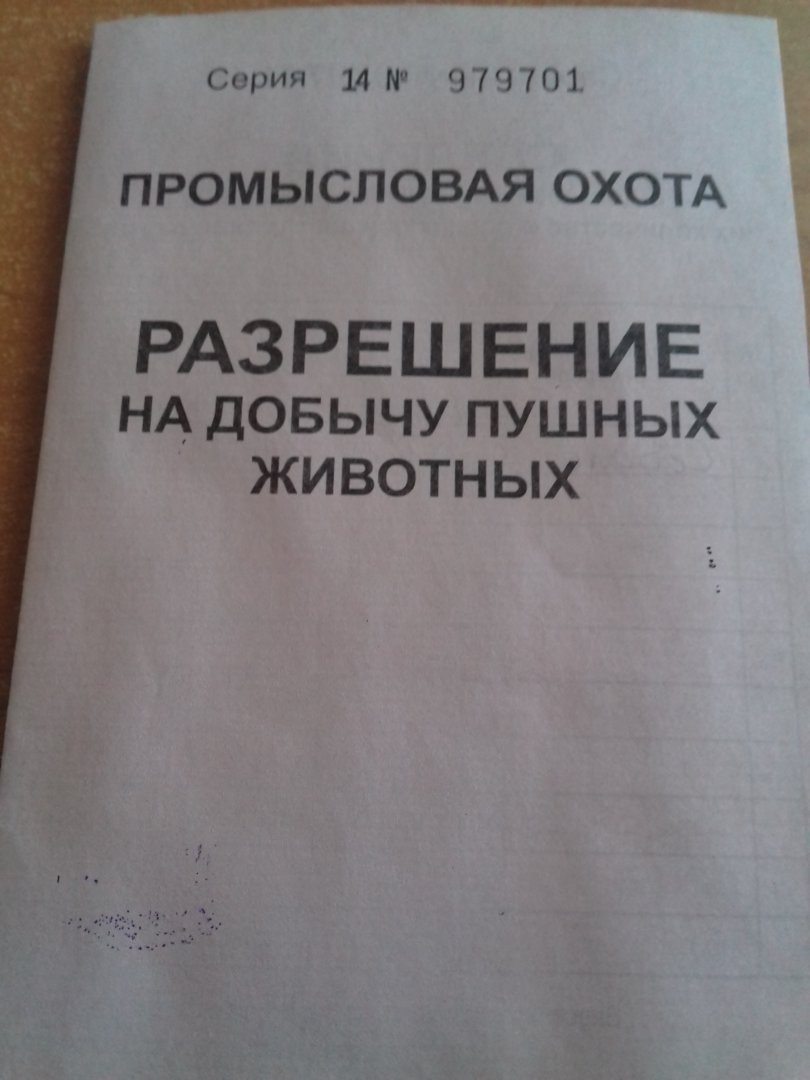 Серия 14 № 979701
ПРОМЫСЛОВАЯ ОХОТА
РАЗРЕШЕНИЕ
НА ДОБЫЧУ ПУШНЫХ
ЖИВОТНЫХ